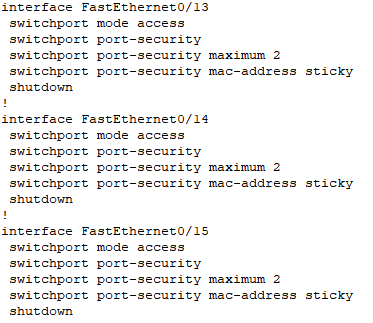 interface FastEthernet0/13
 switchport mode access
 switchport port-security
 switchport port-security maximum 2
 switchport port-security mac-address sticky
 shutdown
!
interface FastEthernet0/14
 switchport mode access
 switchport port-security
 switchport port-security maximum 2
 switchport port-security mac-address sticky
 shutdown
!
interface FastEthernet0/15
 switchport mode access
 switchport port-security
 switchport port-security maximum 2
 switchport port-security mac-address sticky
 shutdown